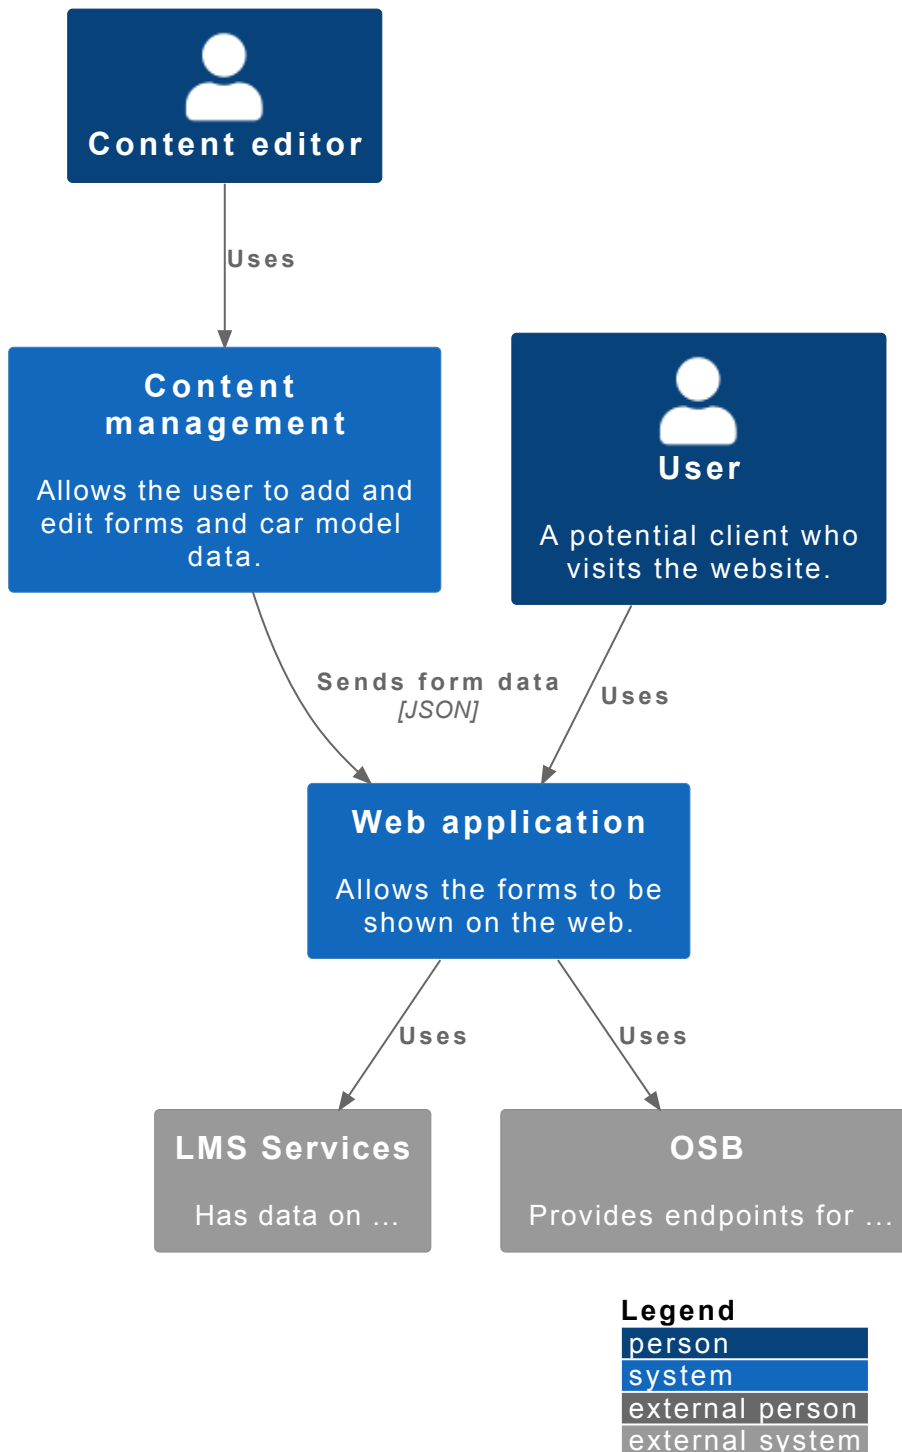 Content editor
Uses
Content
management
Allows the user to add and
edit forms and car model
data.
User
A potential client who
visits the website.
Sends form data
[JSON]
Uses
Web application
Allows the forms to be
shown on the web.
Uses
Uses
LMS Services
Has data on ...
OSB
Provides endpoints for ...
Legend
person
system
external person
external system